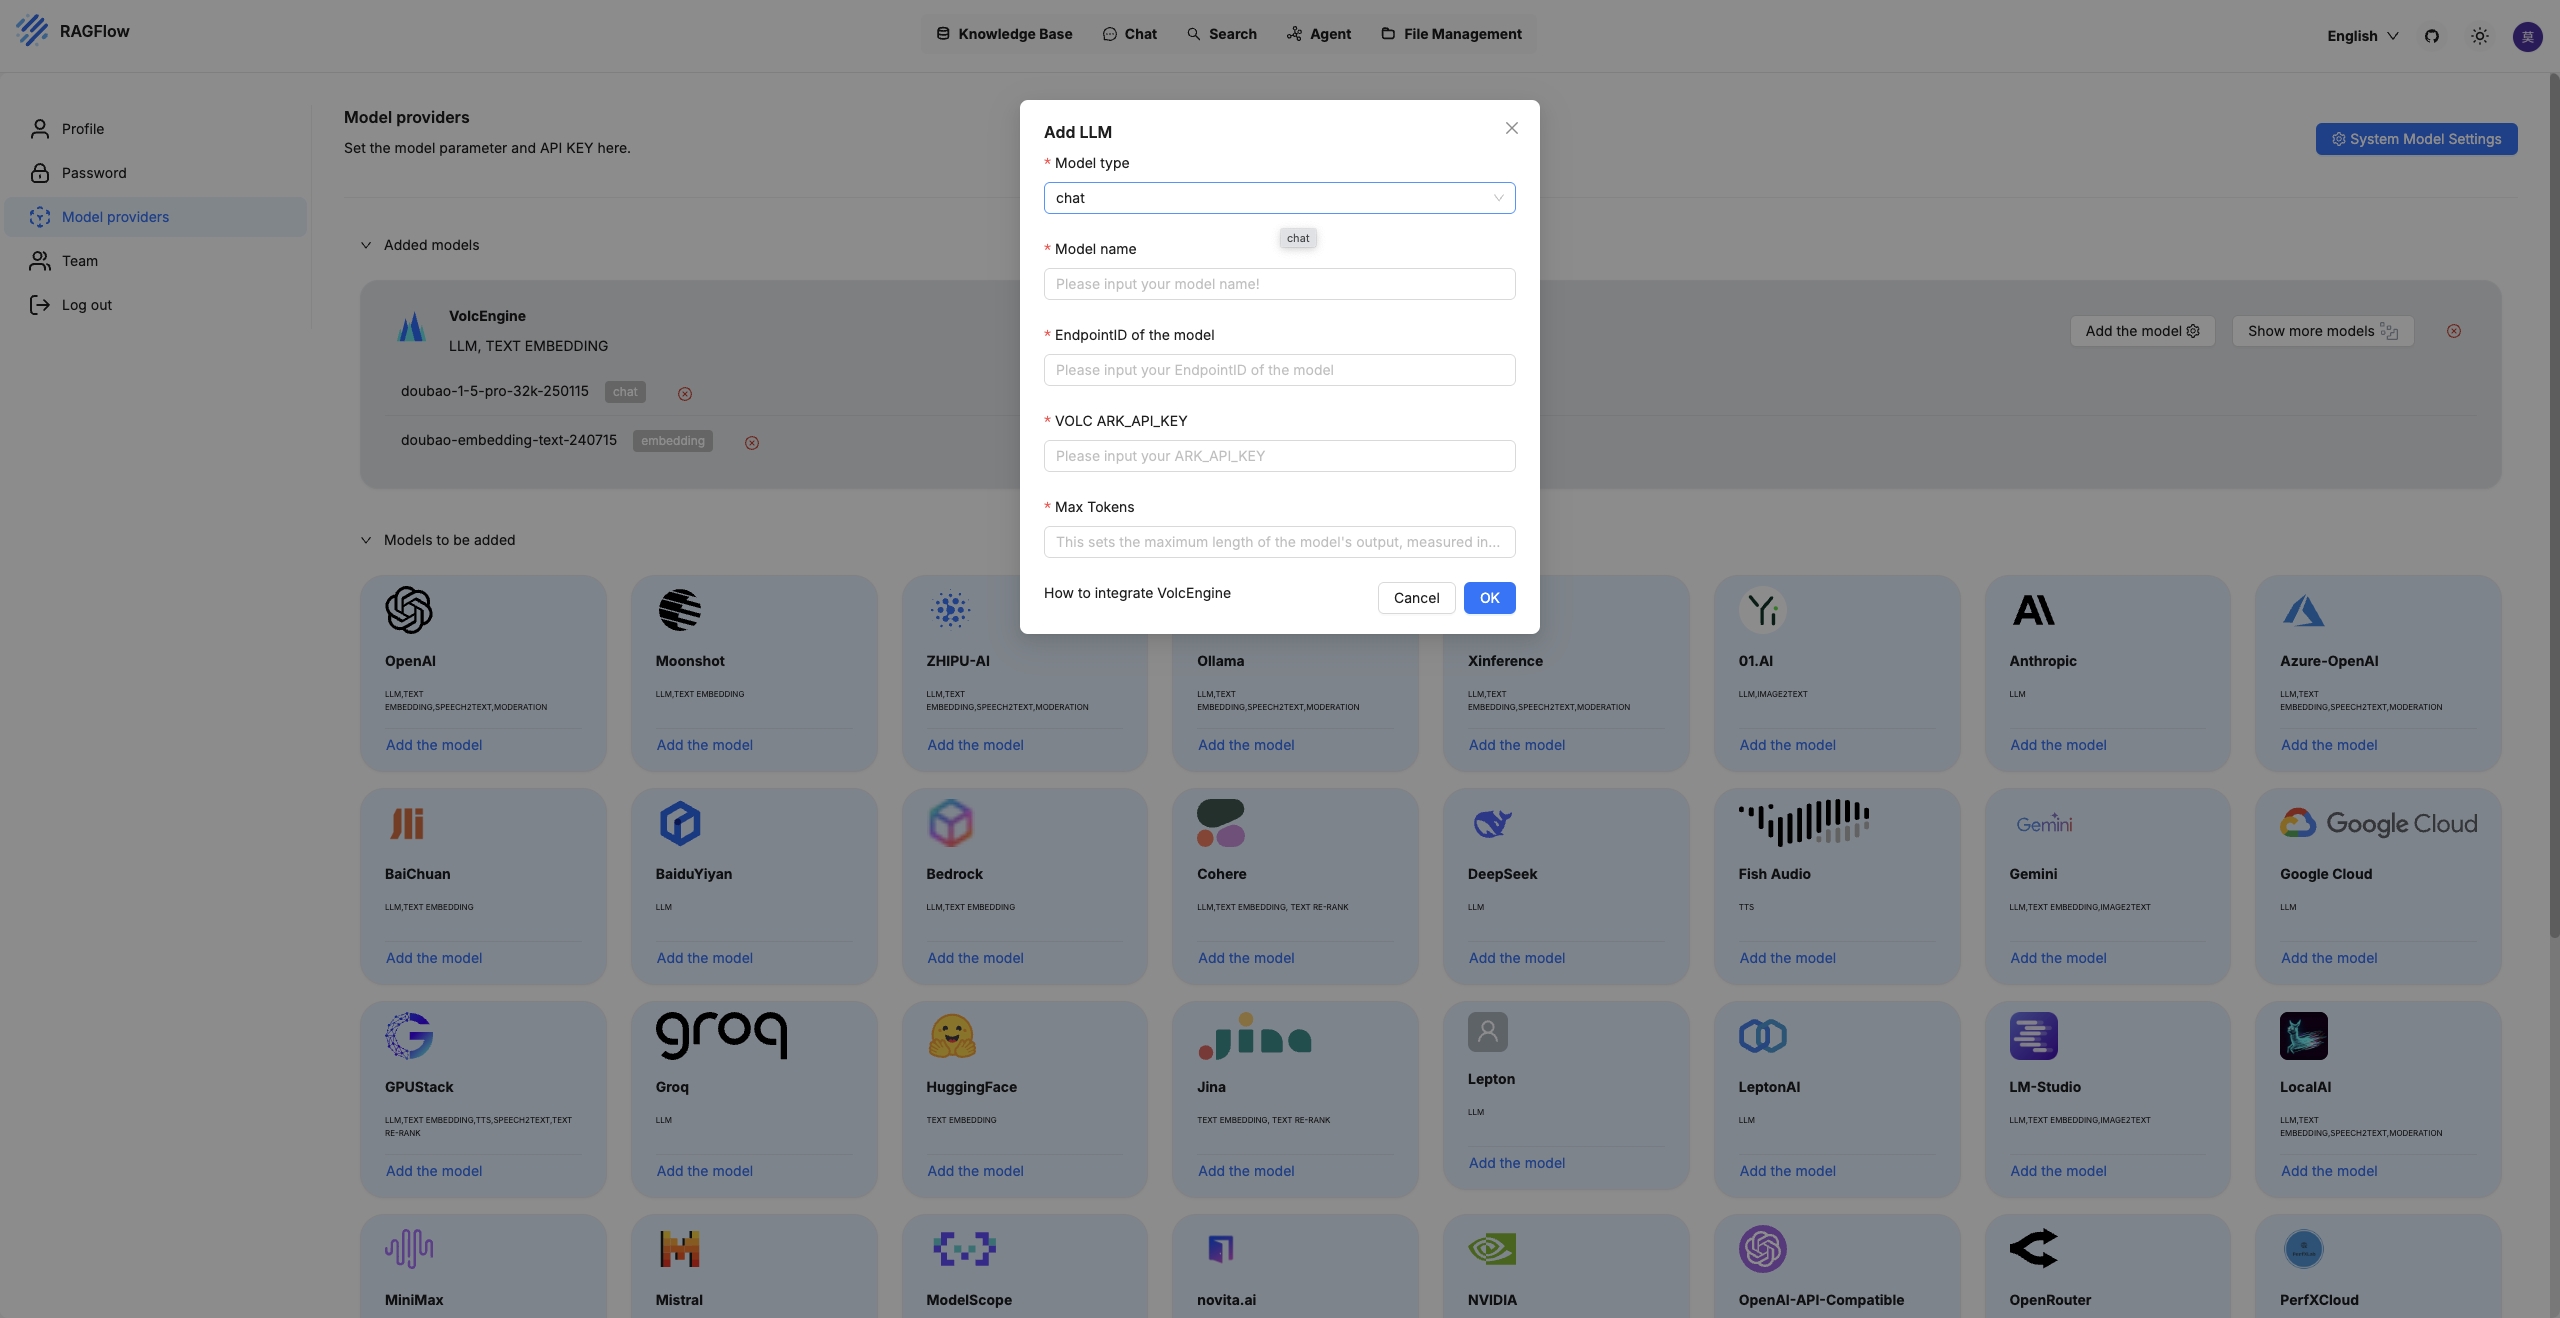 RAGFlow
Knowledge Base
Chat
Search
Agent
File Management
English
莫
Profile
Password
Model providers
Team
Log out
Model providers
Set the model parameter and API KEY here.
System Model Settings
Added models
VolcEngine
LLM, TEXT EMBEDDING
Add the model
Show more models
doubao-1-5-pro-32k-250115 chat
doubao-embedding-text-240715 embedding
Add LLM
* Model type
chat
chat
* Model name
Please input your model name!
* EndpointID of the model
Please input your EndpointID of the model
* VOLC ARK_API_KEY
Please input your ARK_API_KEY
* Max Tokens
This sets the maximum length of the model's output, measured in...
How to integrate VolcEngine
Cancel
OK
Models to be added
OpenAI
LLM,TEXT
EMBEDDING,SPEECH2TEXT,MODERATION
Add the model
Moonshot
LLM,TEXT EMBEDDING
Add the model
ZHIPU-AI
LLM,TEXT
EMBEDDING,SPEECH2TEXT,MODERATION
Add the model
Ollama
LLM,TEXT
EMBEDDING,SPEECH2TEXT,MODERATION
Add the model
Xinference
LLM,TEXT
EMBEDDING,SPEECH2TEXT,MODERATION
Add the model
01.AI
LLM,IMAGE2TEXT
Add the model
Anthropic
LLM
Add the model
Azure-OpenAI
LLM,TEXT
EMBEDDING,SPEECH2TEXT,MODERATION
Add the model
BaiChuan
LLM,TEXT EMBEDDING
Add the model
BaiduYiyan
LLM
Add the model
Bedrock
LLM,TEXT EMBEDDING
Add the model
Cohere
LLM,TEXT EMBEDDING, TEXT RE-RANK
Add the model
DeepSeek
LLM
Add the model
Fish Audio
TTS
Add the model
Gemini
Gemini
LLM,TEXT EMBEDDING,IMAGE2TEXT
Add the model
Google Cloud
Google Cloud
LLM
Add the model
GPUStack
LLM,TEXT EMBEDDING,TTS,SPEECH2TEXT,TEXT
RE-RANK
Add the model
groq
Groq
LLM
Add the model
HuggingFace
TEXT EMBEDDING
Add the model
Jina
Jina
TEXT EMBEDDING, TEXT RE-RANK
Add the model
Lepton
LLM
Add the model
LeptonAI
LLM
Add the model
LM-Studio
LLM,TEXT EMBEDDING,IMAGE2TEXT
Add the model
LocalAI
LLM,TEXT
EMBEDDING,SPEECH2TEXT,MODERATION
Add the model
MiniMax
Mistral
ModelScope
novita.ai
NVIDIA
OpenAI-API-Compatible
OpenRouter
PerfXCloud